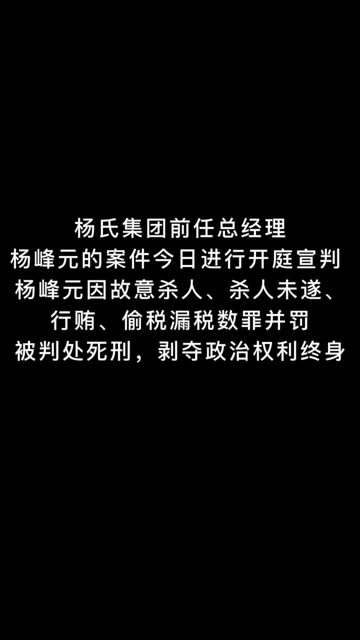 杨氏集团前任总经理
杨峰元的案件今日进行开庭宣判
杨峰元因故意杀人、杀人未遂、
行贿、偷税漏税数罪并罚
被判处死刑，剥夺政治权利终身